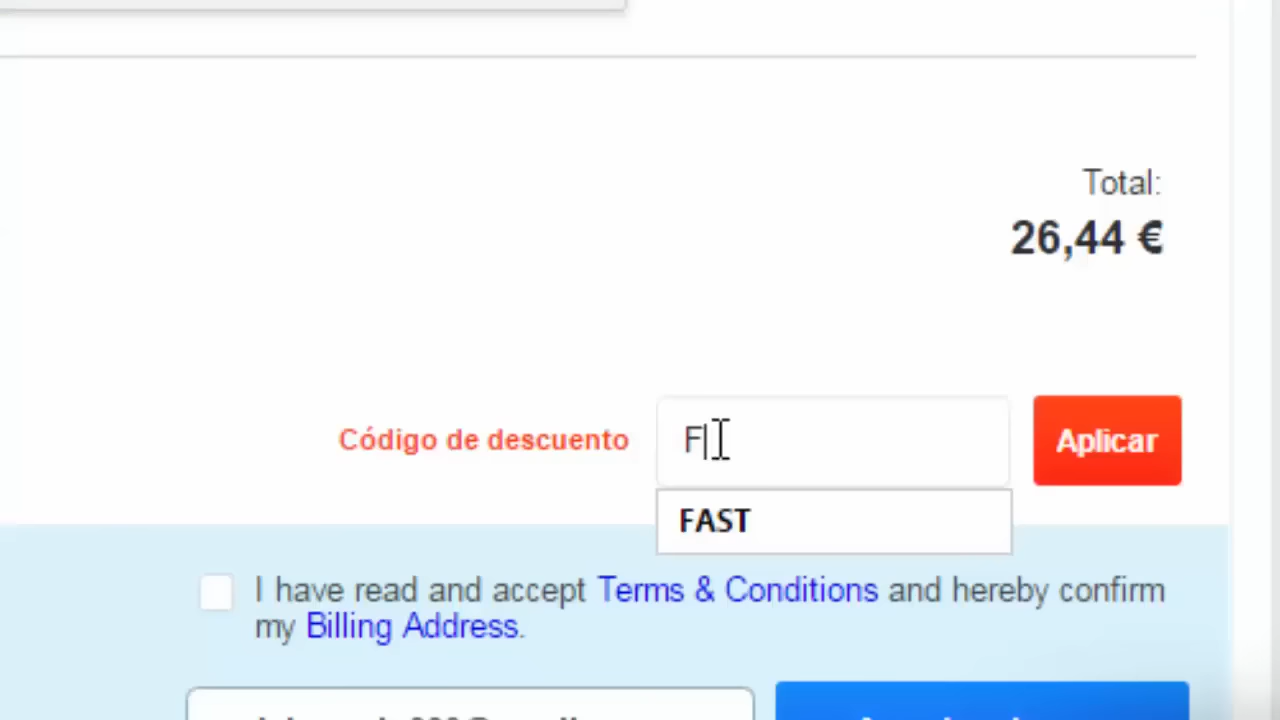 Total:
26,44 €
Código de descuento
F
Aplicar
FAST
I have read and accept Terms & Conditions and hereby confirm
my Billing Address.